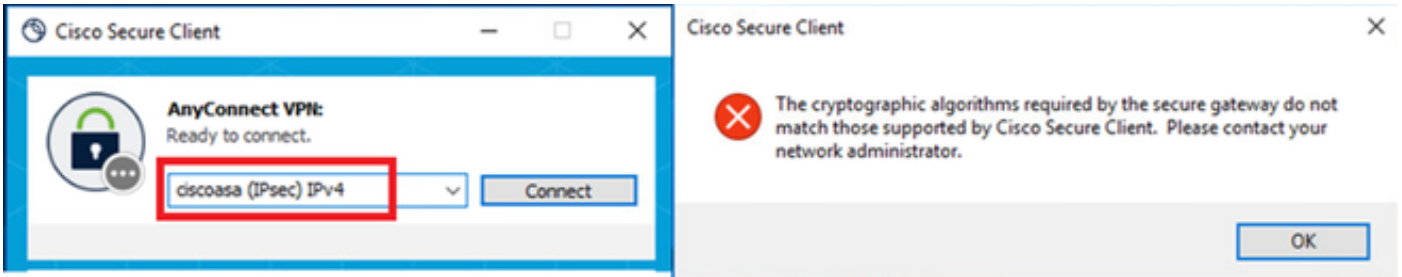 Cisco Secure Client
AnyConnect VPN:
Ready to connect.
ciscoasa (IPsec) IPv4
Connect
Cisco Secure Client
The cryptographic algorithms required by the secure gateway do not
match those supported by Cisco Secure Client. Please contact your
network administrator.
OK